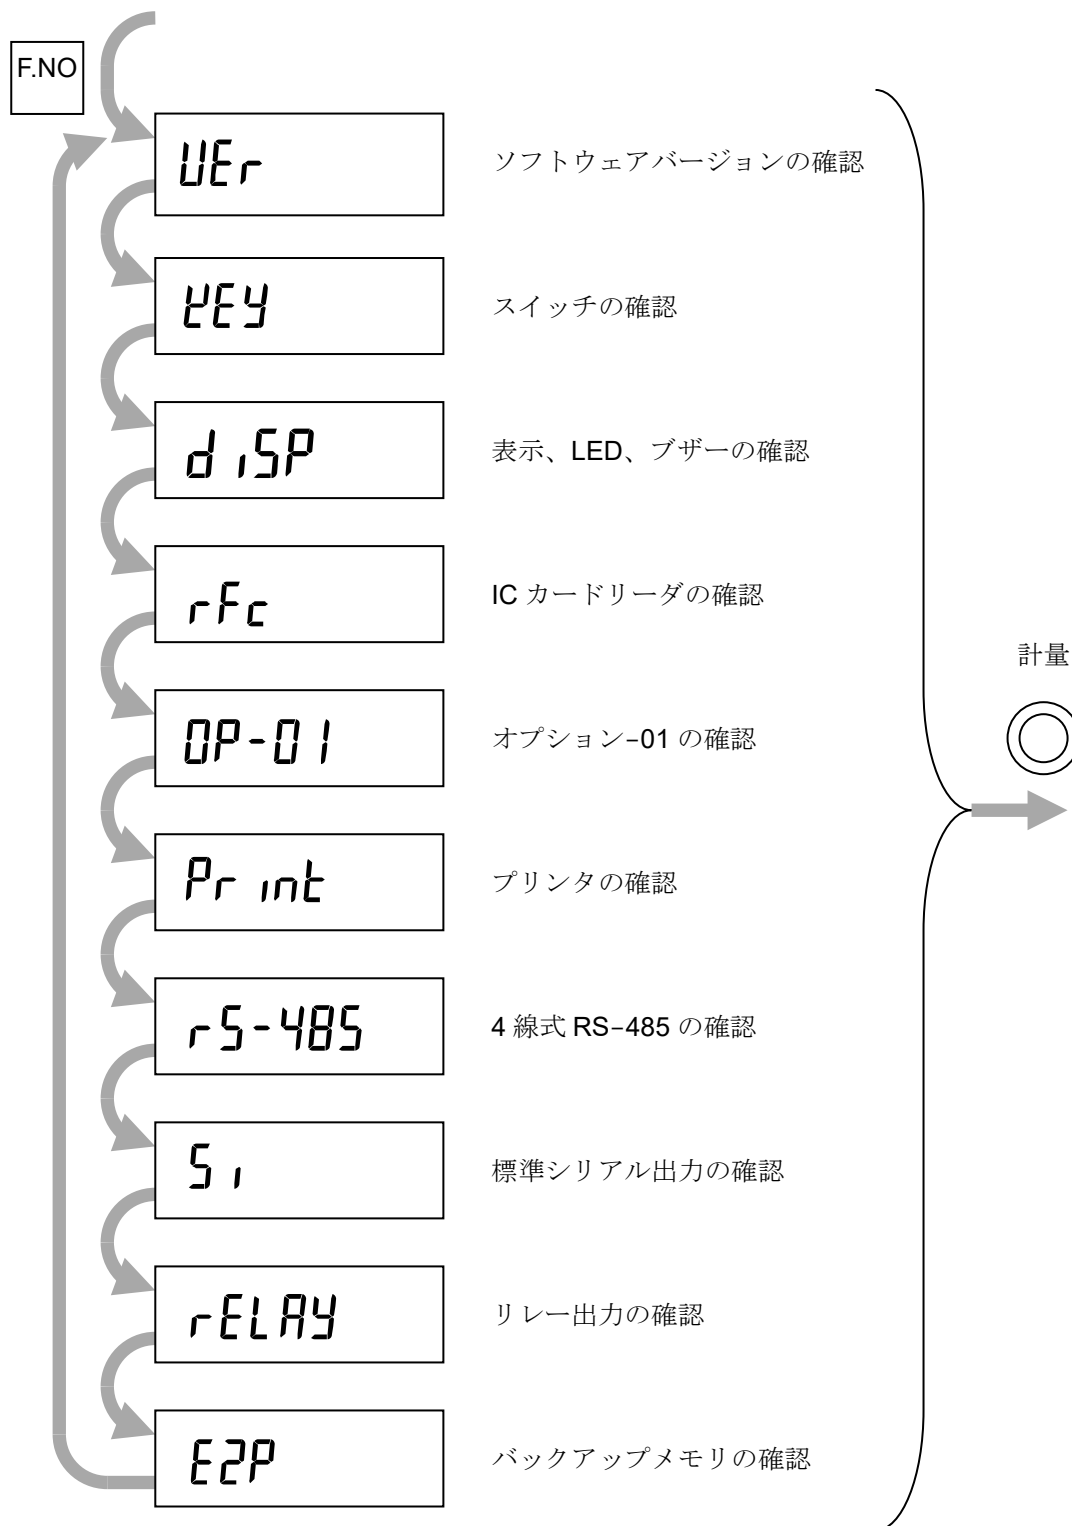 F.NO
VEr
ソフトウェアバージョンの確認
KEY
スイッチの確認
diSP
表示、LED、ブザーの確認
rFc
IC カードリーダの確認
OP-01
オプション-01 の確認
計量
Print
プリンタの確認
rS-485
4 線式 RS-485 の確認
Si
標準シリアル出力の確認
rELAY
リレー出力の確認
E2P
バックアップメモリの確認